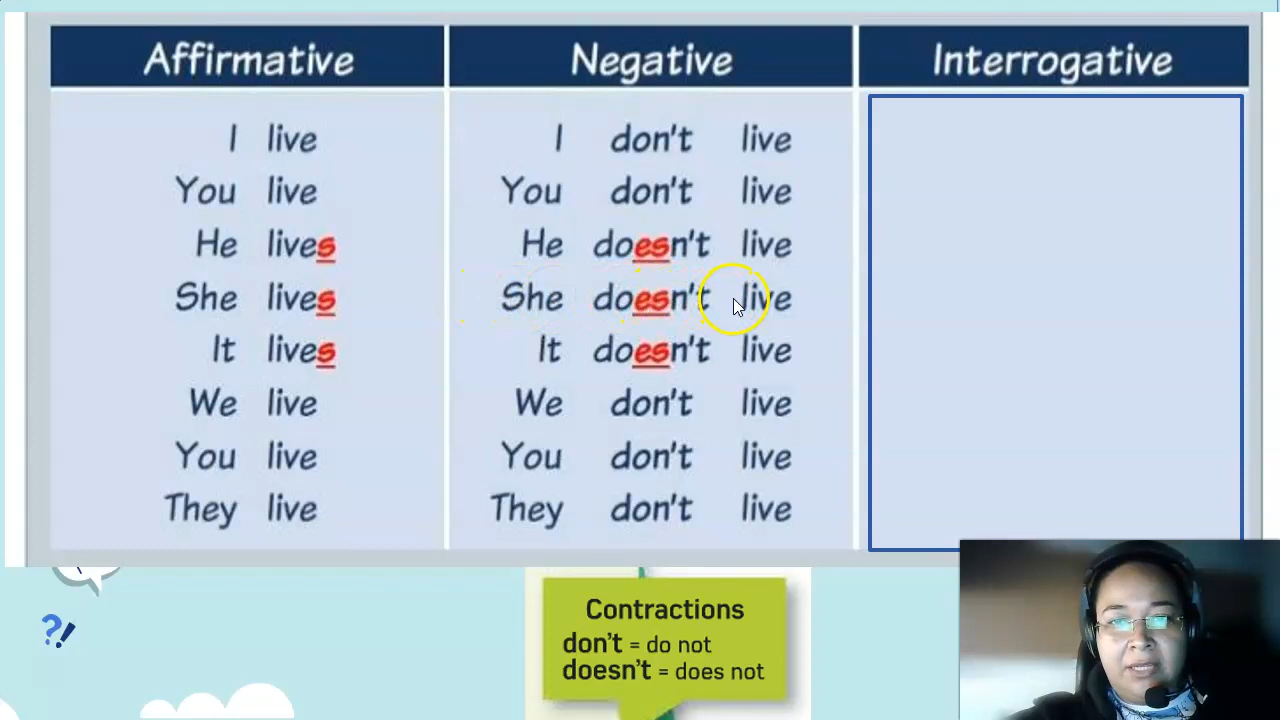 Affirmative Negative Interrogative
I live I don't live
You live You don't live
He lives He doesn't live
She lives She doesn't live
It lives It doesn't live
We live We don't live
You live You don't live
They live They don't live
?!
Contractions
don't = do not
doesn't = does not